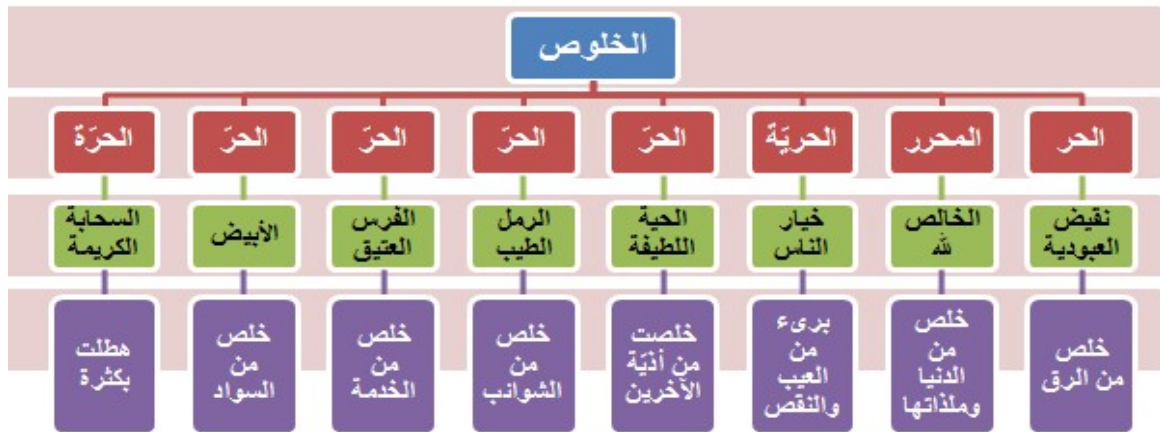 الخلوص
الحر
المحرر
الحريّة
الحرّ
الحرّ
الحرّ
الحرّ
الحرّة
نقيض
العبودية
الخالص
لله
خيار
الناس
الحية
اللطيفة
الرمل
الطيب
الفرس
العتيق
الأبيض
السحابة
الكريمة
خلص
من الرق
خلص
من
الدنيا
وملذاتها
برىء
من
العيب
والنقص
خلصت
من أذيّة
الآخرين
خلص
من
الشوائب
خلص
من
الخدمة
خلص
من
السواد
هطلت
بكثرة